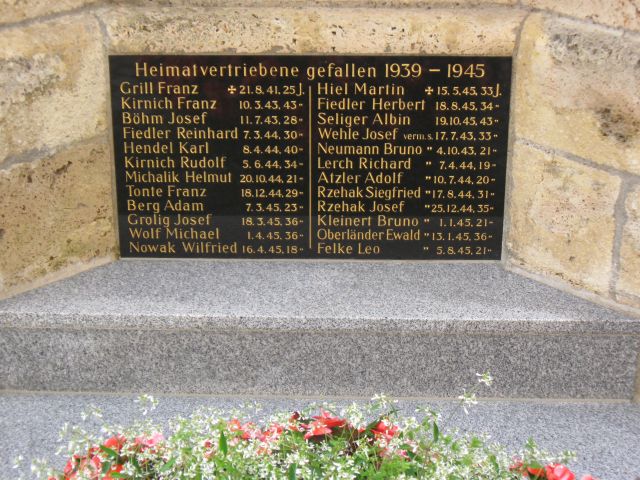 Heimatvertriebene gefallen 1939 – 1945
Grill Franz ✠ 21.8.41, 25 J.
Kirnich Franz 10.3.43, 43 "
Böhm Josef 11.7.43, 28 "
Fiedler Reinhard 7.3.44, 30 "
Hendel Karl 8.4.44, 40 "
Kirnich Rudolf 5.6.44, 34 "
Michalik Helmut 20.10.44, 21 "
Tonte Franz 18.12.44, 29 "
Berg Adam 7.3.45, 23 "
Grolig Josef 18.3.45, 36 "
Wolf Michael 1.4.45, 36 "
Nowak Wilfried 16.4.45, 18 "
Hiel Martin ✠ 15.5.45, 33 J.
Fiedler Herbert " 18.8.45, 34 "
Seliger Albin 19.10.45, 43 "
Wehle Josef verm.s. 17.7.43, 33 "
Neumann Bruno " 4.10.43, 21 "
Lerch Richard " 7.4.44, 19 "
Atzler Adolf " 10.7.44, 20 "
Rzehak Siegfried " 17.8.44, 31 "
Rzehak Josef " 25.12.44, 35 "
Kleinert Bruno " 1.1.45, 21 "
Oberländer Ewald " 13.1.45, 36 "
Felke Leo " 5.8.45, 21 "